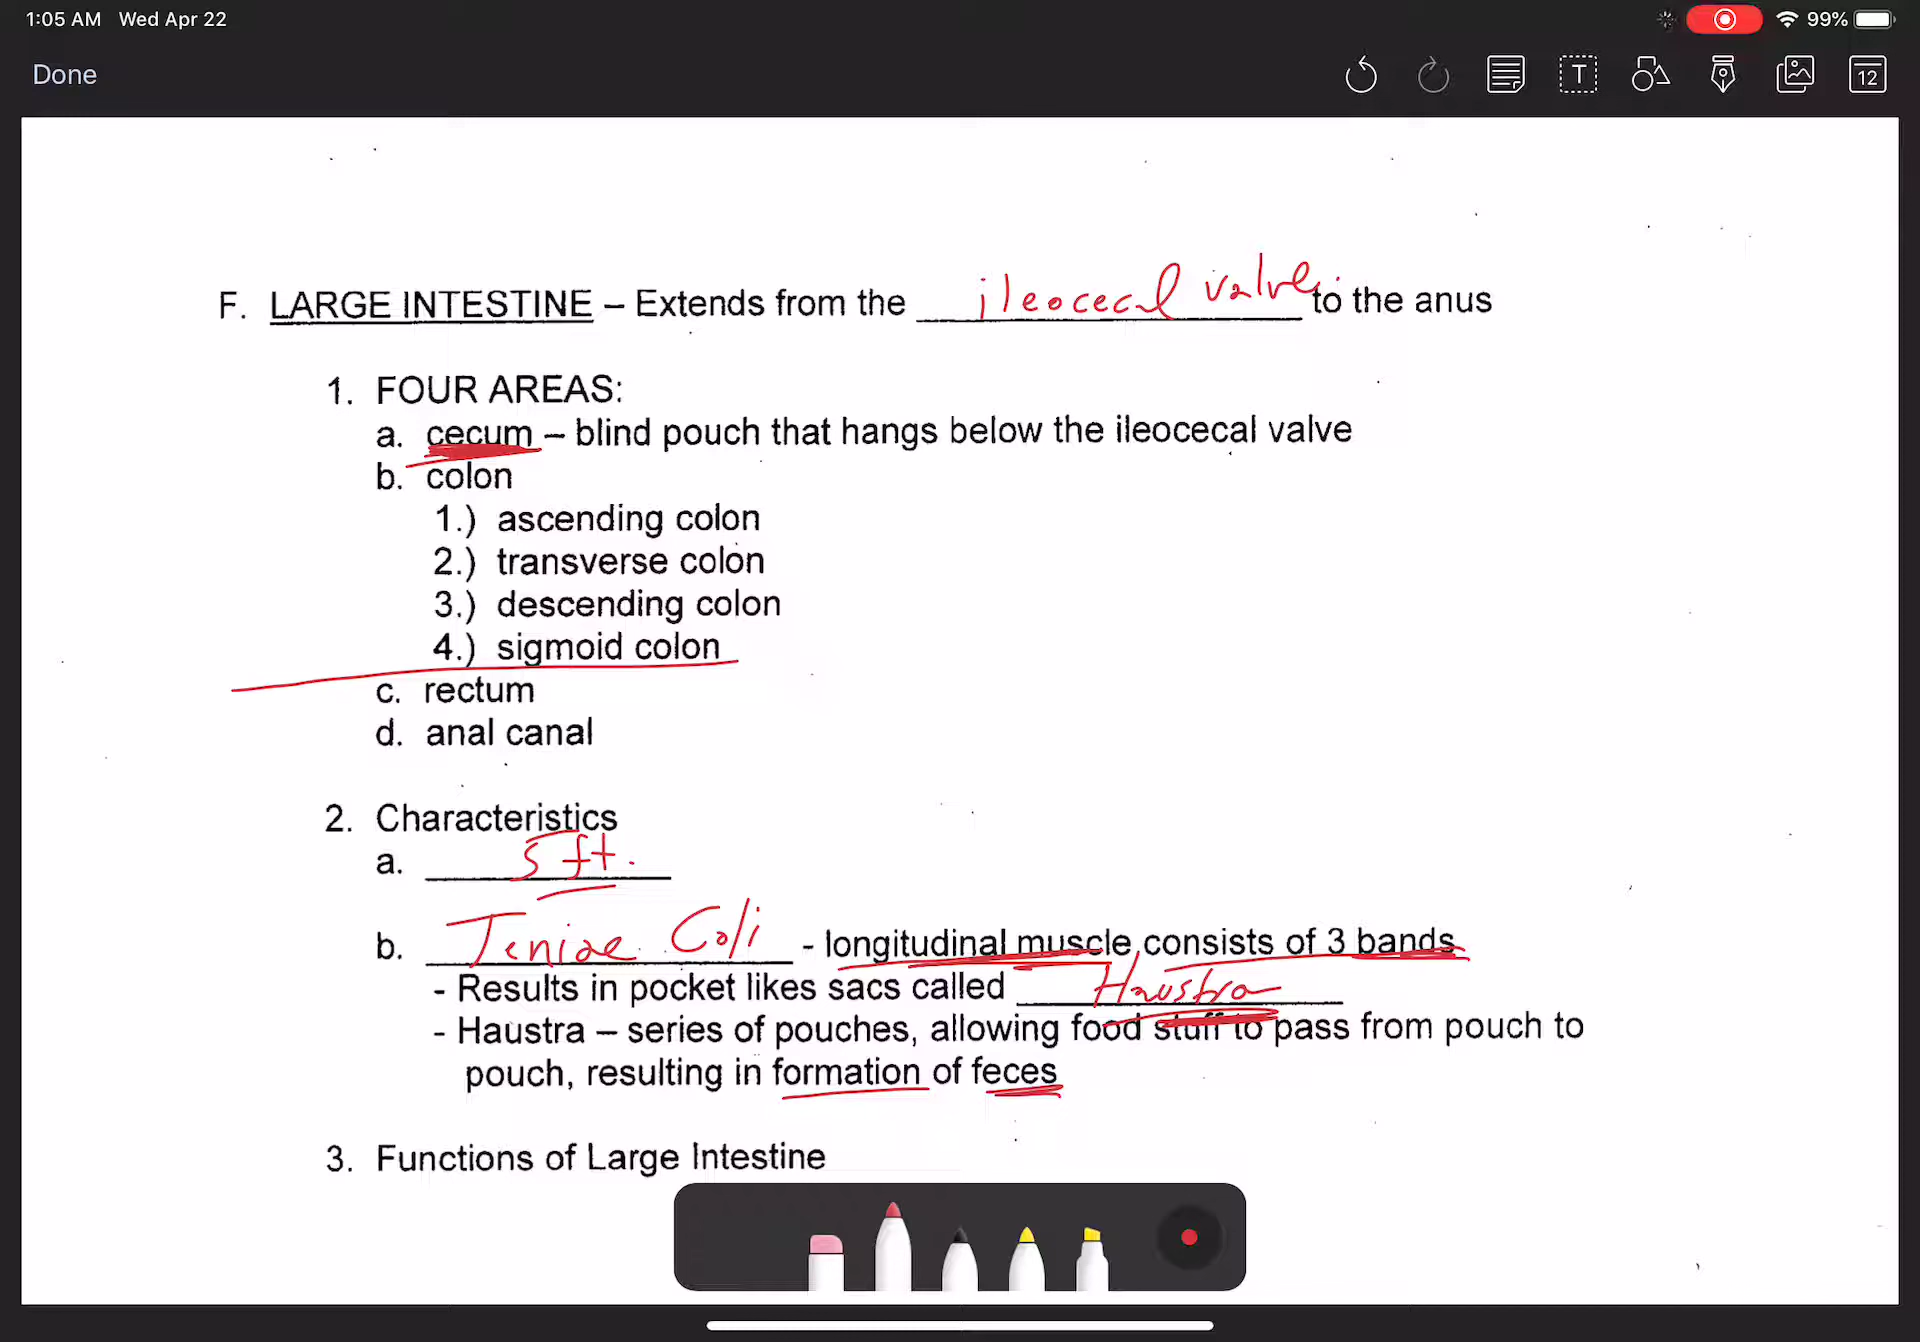 1:05 AM Wed Apr 22
99%
Done
T
12
F. LARGE INTESTINE – Extends from the ileocecal valve to the anus
1. FOUR AREAS:
a. cecum – blind pouch that hangs below the ileocecal valve
b. colon
1.) ascending colon
2.) transverse colon
3.) descending colon
4.) sigmoid colon
c. rectum
d. anal canal
2. Characteristics
a. 5 ft.
b. Teniae Coli - longitudinal muscle consists of 3 bands
- Results in pocket likes sacs called Haustra
- Haustra – series of pouches, allowing food stuff to pass from pouch to
pouch, resulting in formation of feces
3. Functions of Large Intestine